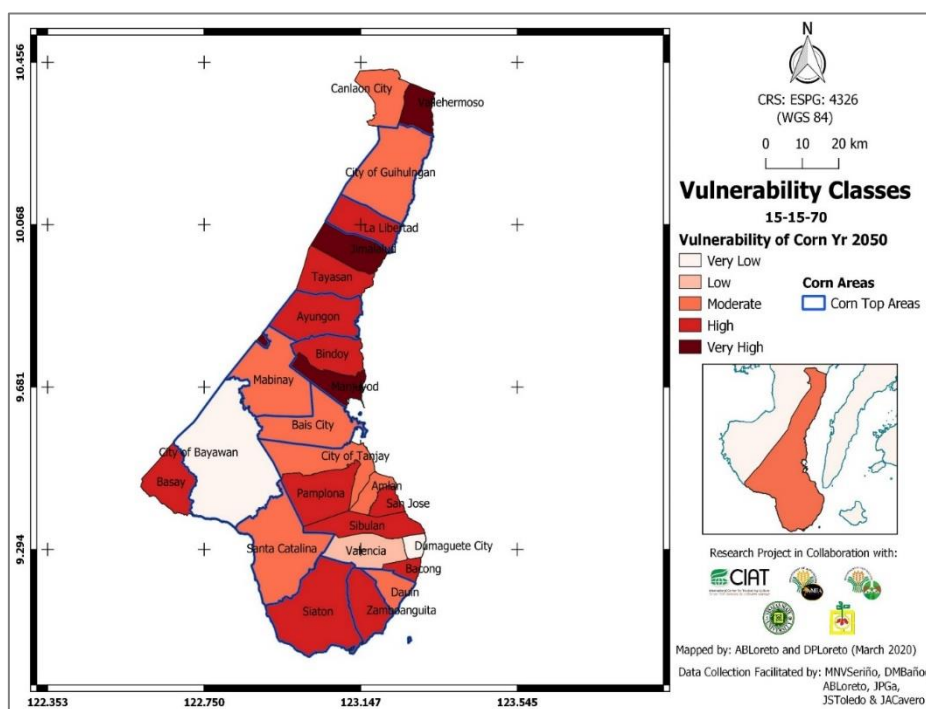 10.456
10.068
9.681
9.294
122.353
122.750
123.147
123.545
Canlaon City
Vallehermoso
City of Guihulngan
La Libertad
Jimalalud
Tayasan
Ayungon
Bindoy
Mabinay
Manjuyod
Bais City
City of Bayawan
City of Tanjay
Basay
Pamplona
Amlan
San Jose
Sibulan
Santa Catalina
Valencia
Dumaguete City
Bacong
Dauin
Siaton
Zamboanguita
N
CRS: ESPG: 4326
(WGS 84)
0 10 20 km
Vulnerability Classes
15-15-70
Vulnerability of Corn Yr 2050
Very Low
Low
Moderate
High
Very High
Corn Areas
Corn Top Areas
Research Project in Collaboration with:
CIAT
Mapped by: ABLoreto and DPLoreto (March 2020)
Data Collection Facilitated by: MNVSeriño, DMBaños
ABLoreto, JPGa,
JSToledo & JACavero